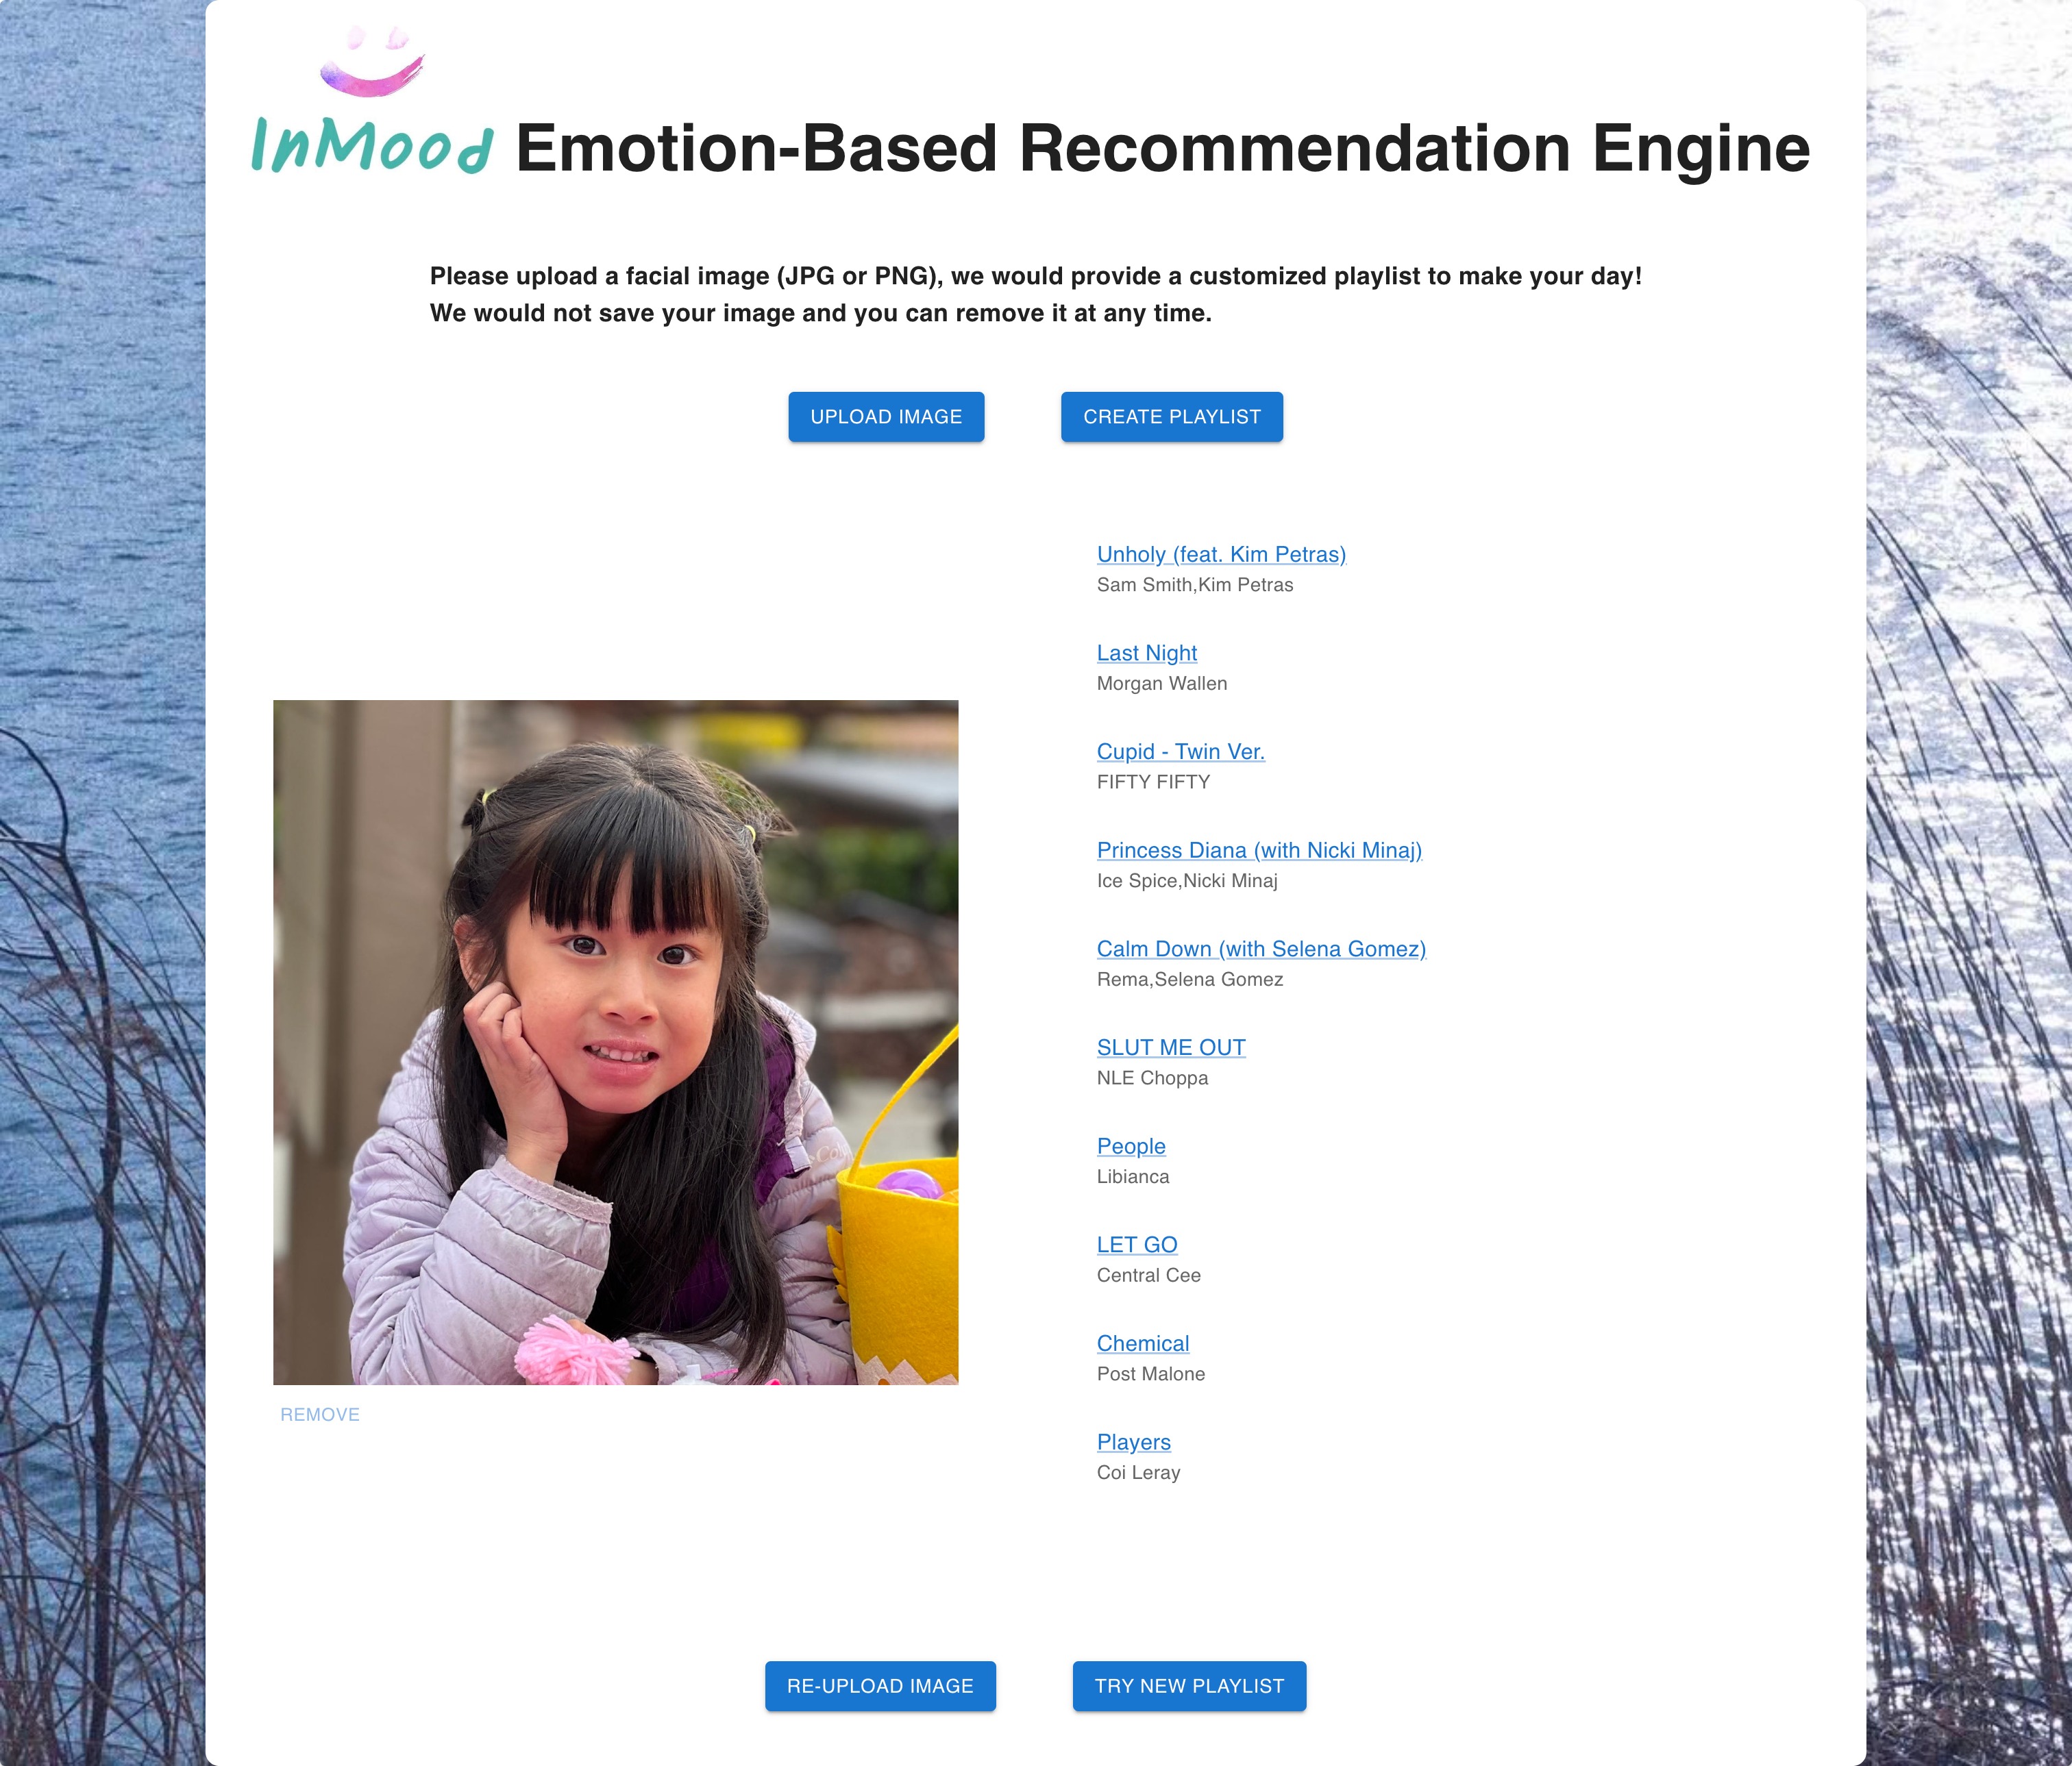 InMood Emotion-Based Recommendation Engine
Please upload a facial image (JPG or PNG), we would provide a customized playlist to make your day!
We would not save your image and you can remove it at any time.
UPLOAD IMAGE
CREATE PLAYLIST
Unholy (feat. Kim Petras)
Sam Smith,Kim Petras
Last Night
Morgan Wallen
Cupid - Twin Ver.
FIFTY FIFTY
Princess Diana (with Nicki Minaj)
Ice Spice,Nicki Minaj
Calm Down (with Selena Gomez)
Rema,Selena Gomez
SLUT ME OUT
NLE Choppa
People
Libianca
LET GO
Central Cee
Chemical
Post Malone
Players
Coi Leray
REMOVE
RE-UPLOAD IMAGE
TRY NEW PLAYLIST